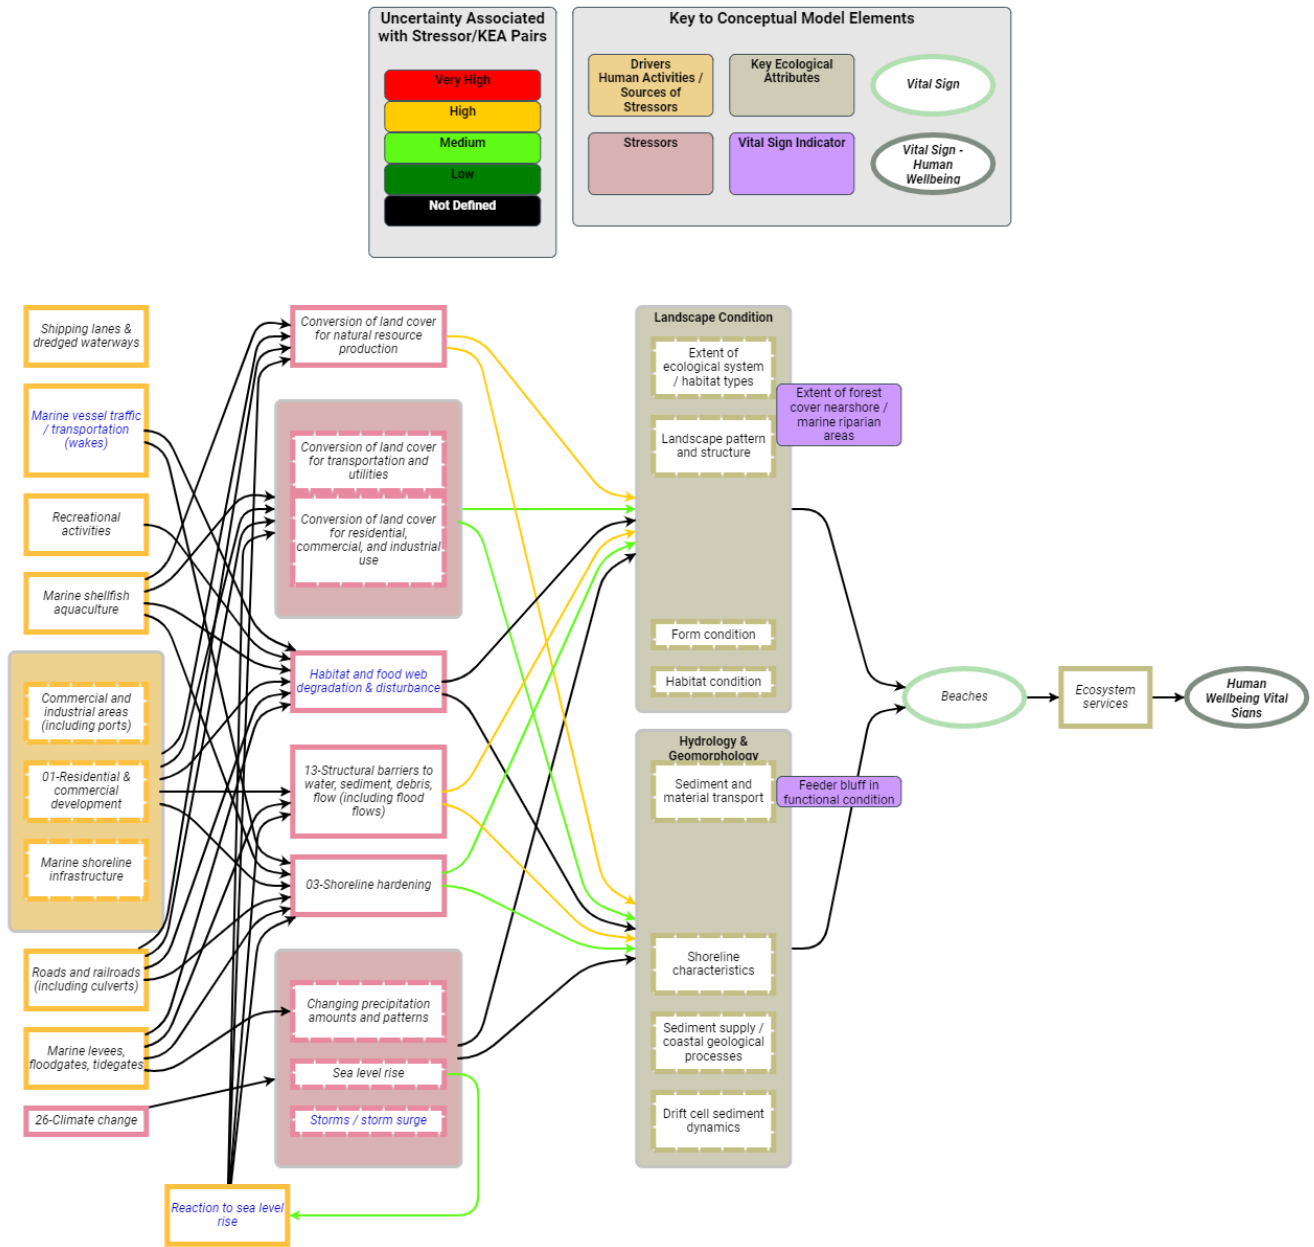 Uncertainty Associated
with Stressor/KEA Pairs
Very High
High
Medium
Low
Not Defined
Key to Conceptual Model Elements
Drivers
Human Activities /
Sources of
Stressors
Key Ecological
Attributes
Vital Sign
Stressors
Vital Sign Indicator
Vital Sign -
Human
Wellbeing
Shipping lanes &
dredged waterways
Marine vessel traffic
/ transportation
(wakes)
Recreational
activities
Marine shellfish
aquaculture
Commercial and
industrial areas
(including ports)
01-Residential &
commercial
development
Marine shoreline
infrastructure
Roads and railroads
(including culverts)
Marine levees,
floodgates, tidegates
26-Climate change
Reaction to sea level
rise
Conversion of land cover
for natural resource
production
Conversion of land cover
for transportation and
utilities
Conversion of land cover
for residential,
commercial, and industrial
use
Habitat and food web
degradation & disturbance
13-Structural barriers to
water, sediment, debris,
flow (including flood
flows)
03-Shoreline hardening
Changing precipitation
amounts and patterns
Sea level rise
Storms / storm surge
Landscape Condition
Extent of
ecological system
/ habitat types
Landscape pattern
and structure
Extent of forest
cover nearshore /
marine riparian
areas
Form condition
Habitat condition
Hydrology &
Geomorphology
Sediment and
material transport
Feeder bluff in
functional condition
Shoreline
characteristics
Sediment supply /
coastal geological
processes
Drift cell sediment
dynamics
Beaches
Ecosystem
services
Human
Wellbeing Vital
Signs